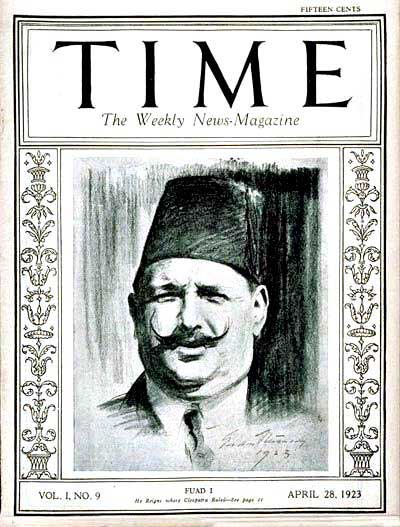 FIFTEEN CENTS
TIME
The Weekly News-Magazine
1923
VOL. I, NO. 9
FUAD I
He Reigns where Cleopatra Ruled—See page 11
APRIL 28, 1923